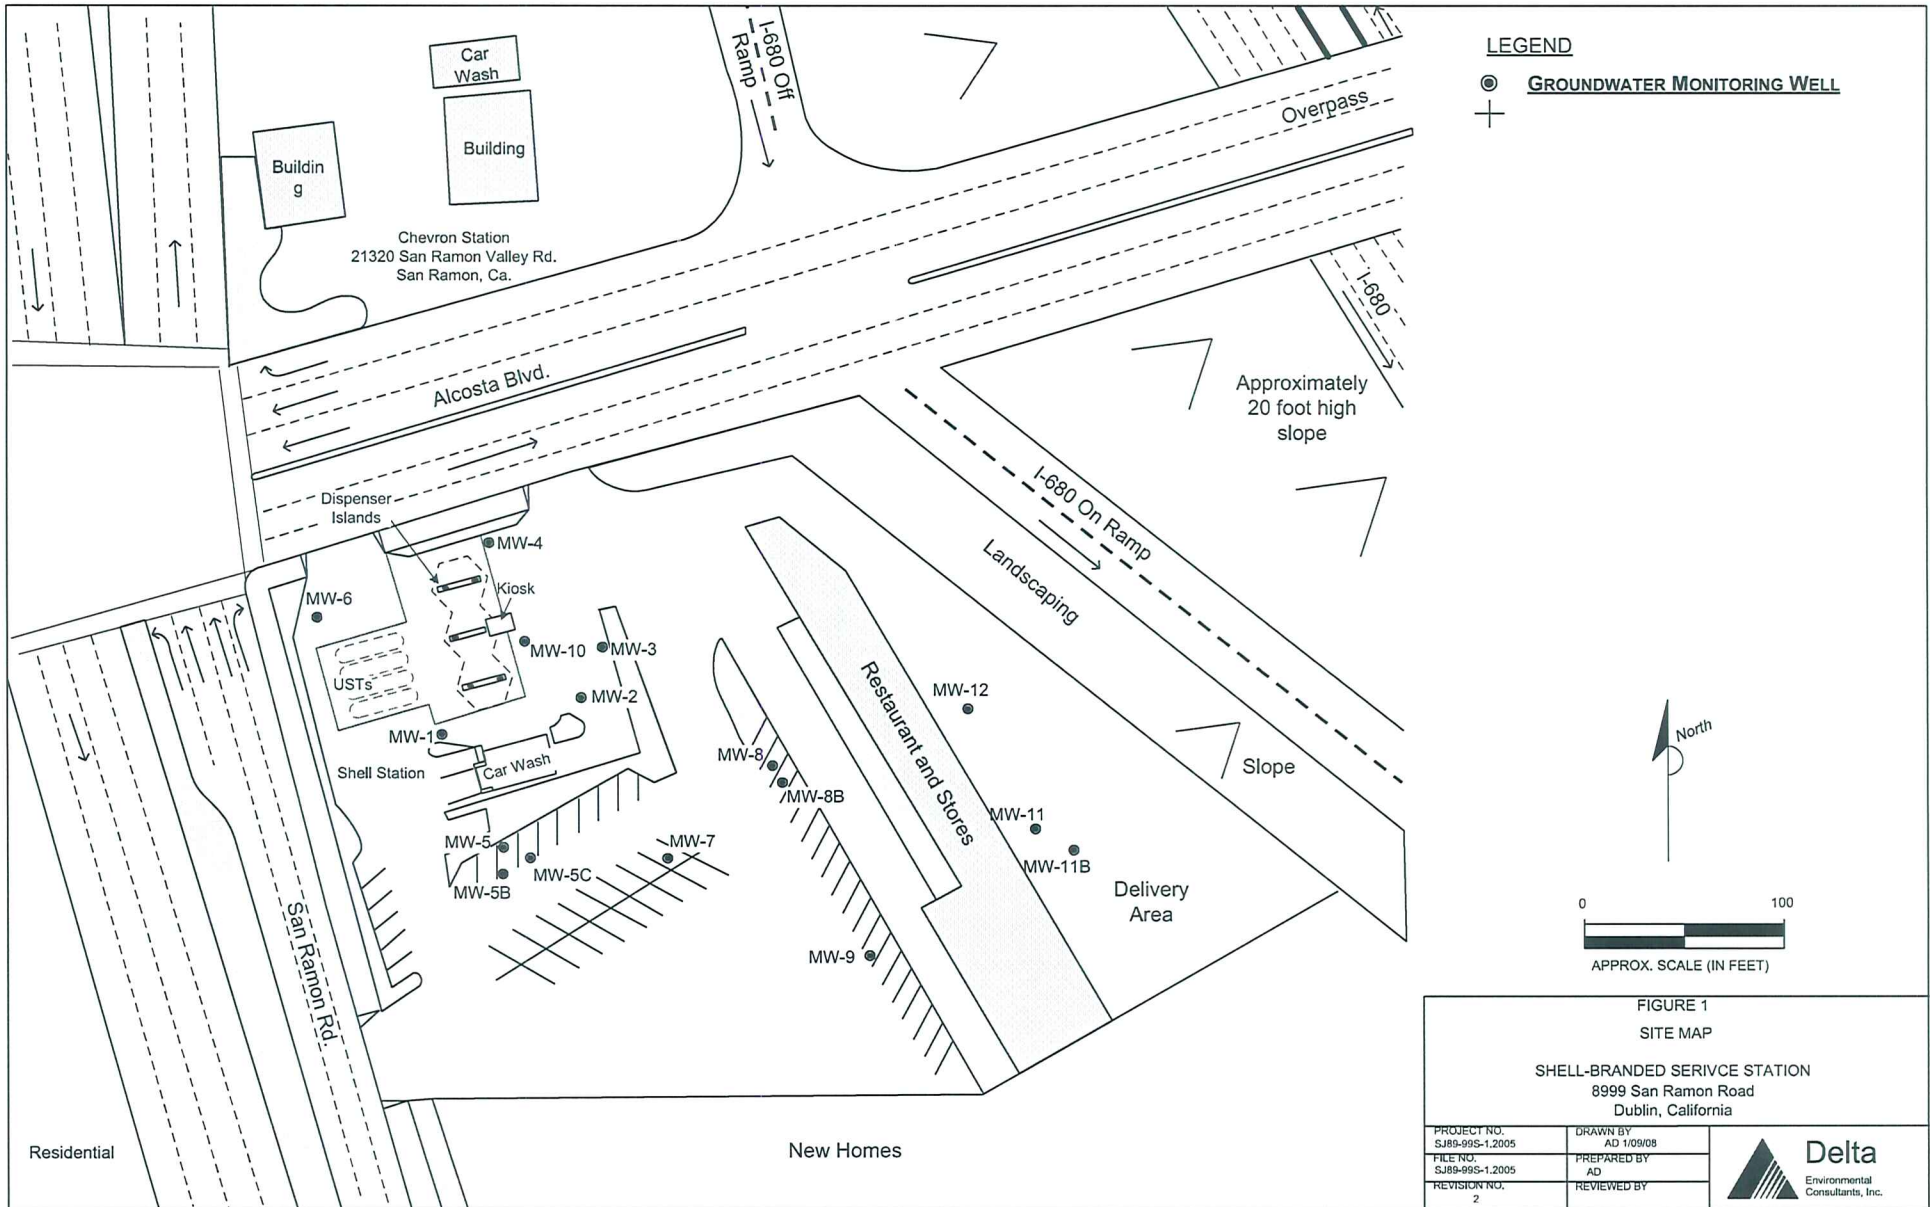 Car
Wash
I-680 Off
Ramp
Building
Buildin
g
Chevron Station
21320 San Ramon Valley Rd.
San Ramon, Ca.
Overpass
LEGEND
GROUNDWATER MONITORING WELL
Alcosta Blvd.
I-680
Approximately
20 foot high
slope
I-680 On Ramp
Landscaping
Dispenser
Islands
MW-4
Kiosk
MW-6
MW-10
MW-3
USTs
MW-2
MW-1
Shell Station
Car Wash
MW-8
MW-8B
Restaurant and Stores
MW-12
Slope
North
MW-11
MW-11B
MW-5
MW-5C
MW-5B
MW-7
Delivery
Area
MW-9
San Ramon Rd.
0 100
APPROX. SCALE (IN FEET)
Residential
New Homes
FIGURE 1
SITE MAP
SHELL-BRANDED SERIVCE STATION
8999 San Ramon Road
Dublin, California
PROJECT NO.
SJ89-99S-1.2005
DRAWN BY
AD 1/09/08
FILE NO.
SJ89-99S-1.2005
PREPARED BY
AD
REVISION NO.
2
REVIEWED BY
Delta
Environmental
Consultants, Inc.